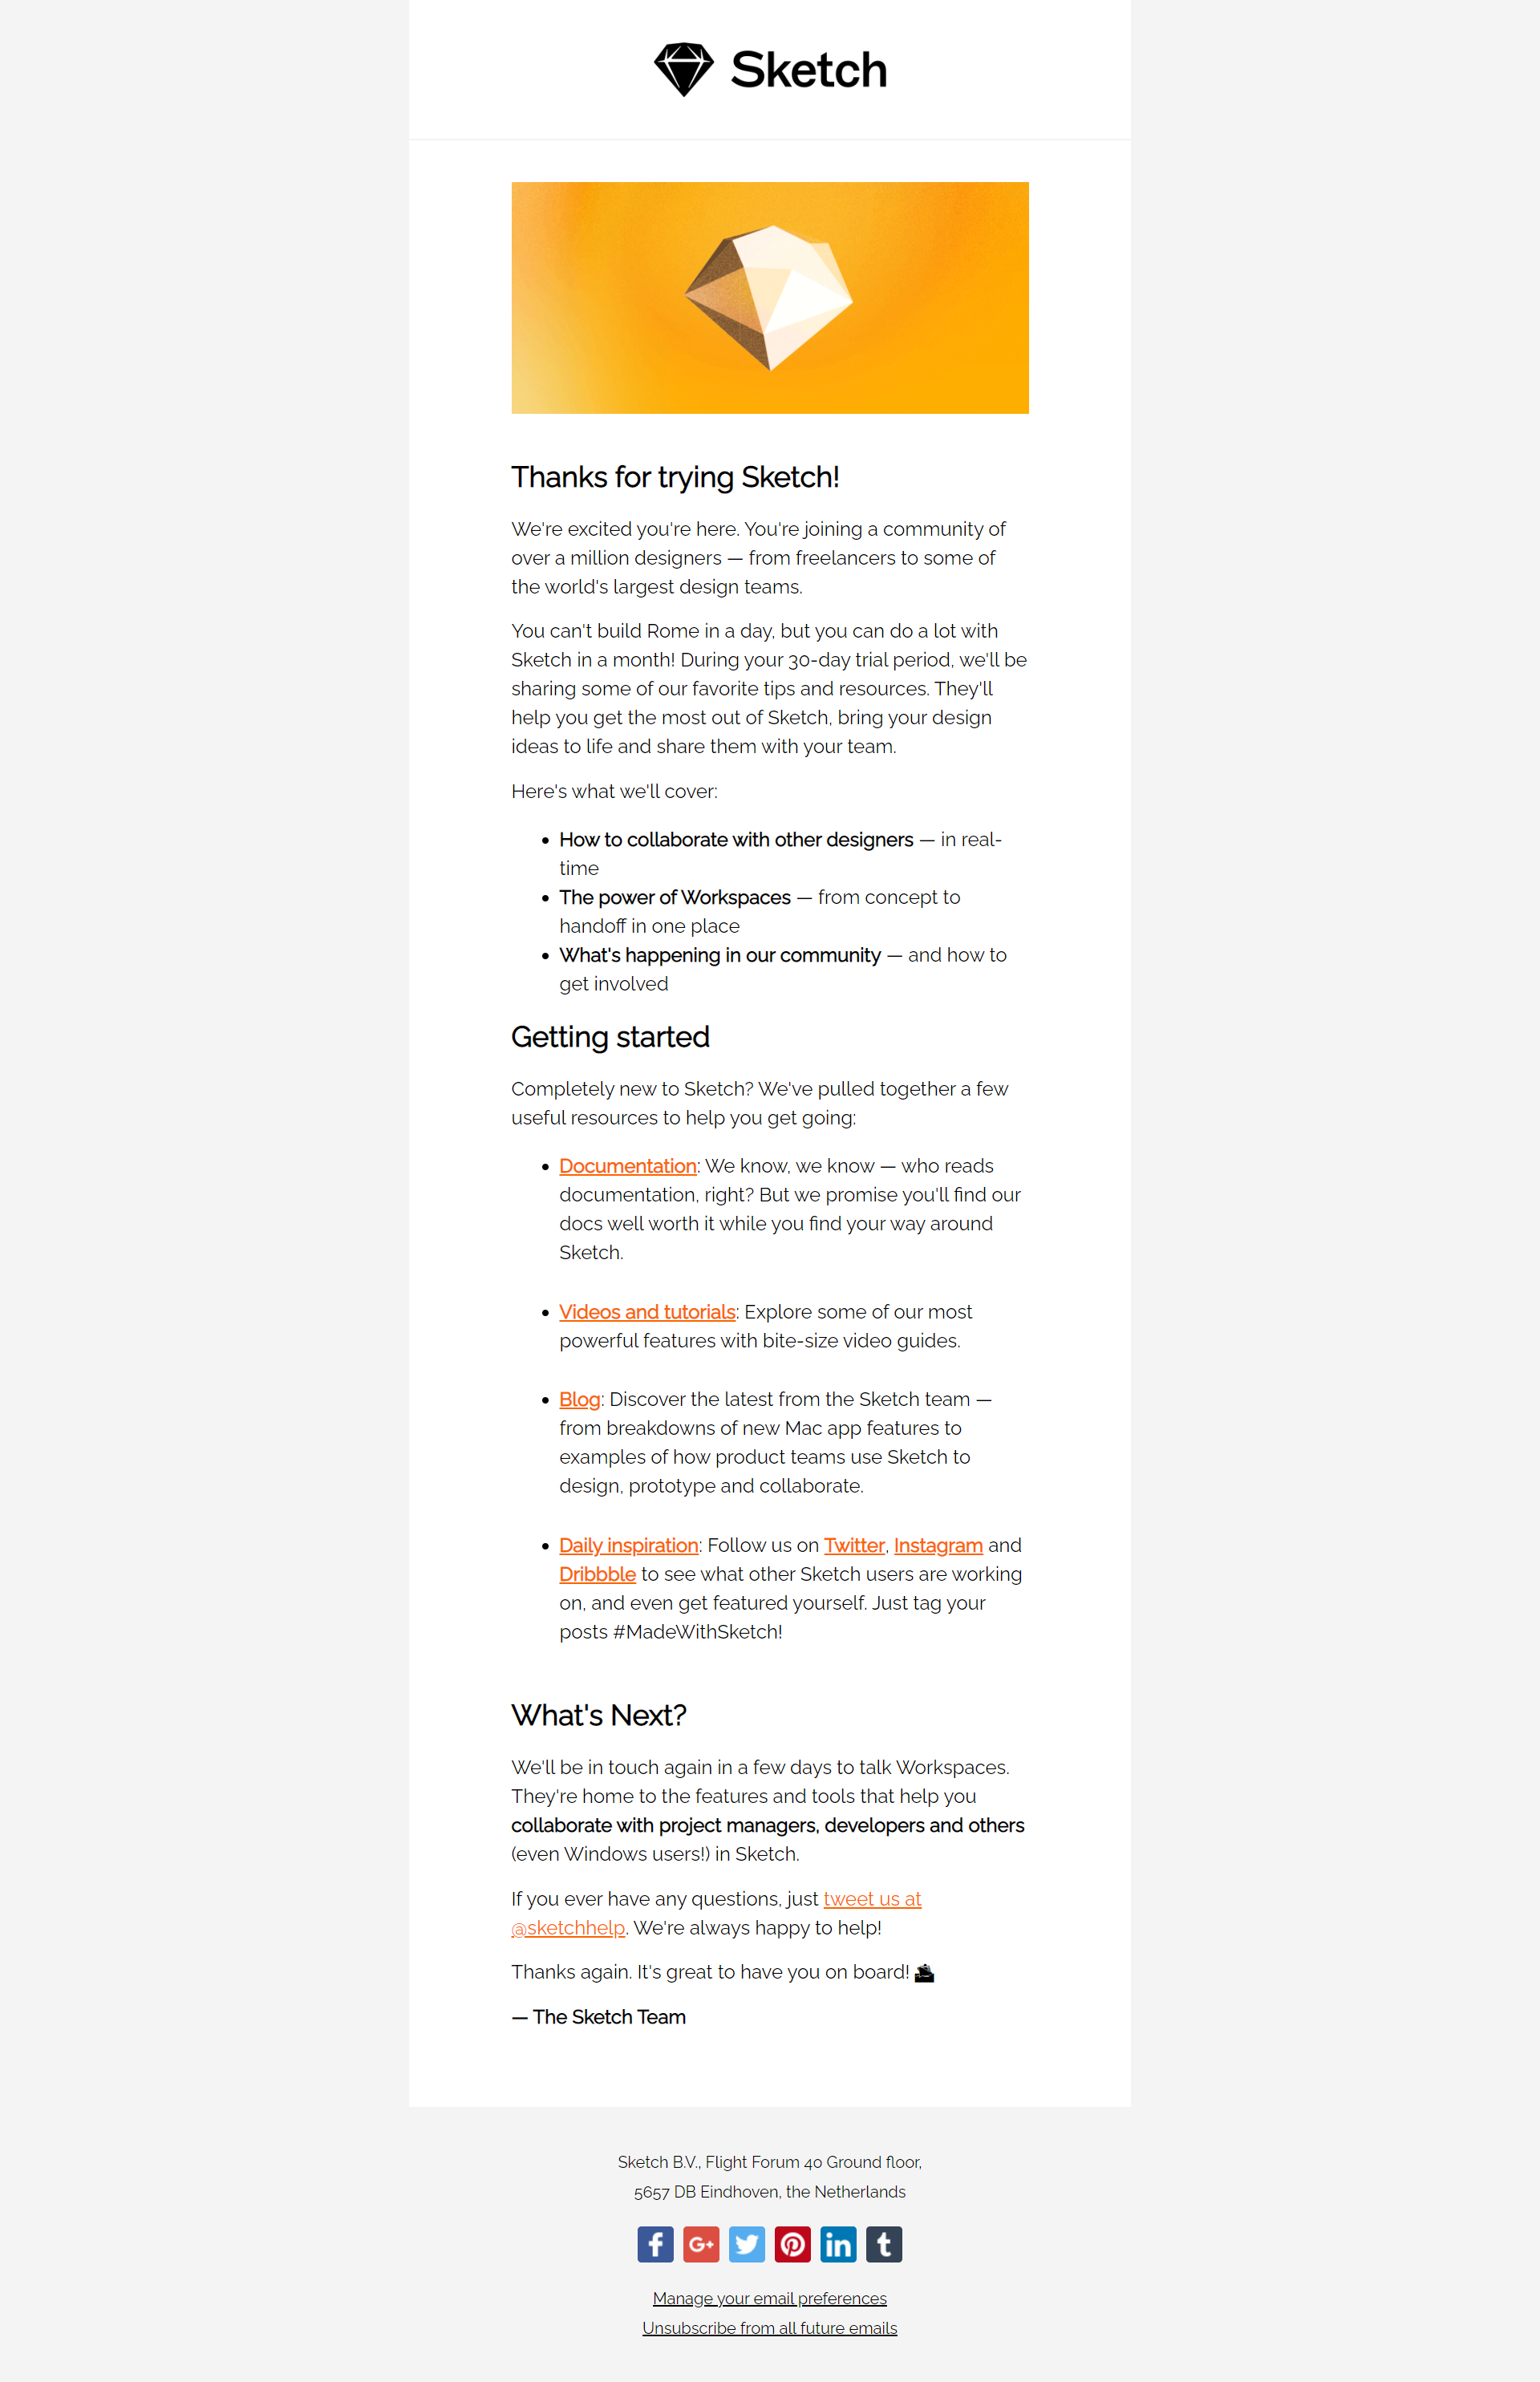 Sketch
Thanks for trying Sketch!
We're excited you're here. You're joining a community of
over a million designers — from freelancers to some of
the world's largest design teams.
You can't build Rome in a day, but you can do a lot with
Sketch in a month! During your 30-day trial period, we'll be
sharing some of our favorite tips and resources. They'll
help you get the most out of Sketch, bring your design
ideas to life and share them with your team.
Here's what we'll cover:
• How to collaborate with other designers — in real-
time
• The power of Workspaces — from concept to
handoff in one place
• What's happening in our community — and how to
get involved
Getting started
Completely new to Sketch? We've pulled together a few
useful resources to help you get going:
• Documentation: We know, we know — who reads
documentation, right? But we promise you'll find our
docs well worth it while you find your way around
Sketch.
• Videos and tutorials: Explore some of our most
powerful features with bite-size video guides.
• Blog: Discover the latest from the Sketch team —
from breakdowns of new Mac app features to
examples of how product teams use Sketch to
design, prototype and collaborate.
• Daily inspiration: Follow us on Twitter, Instagram and
Dribbble to see what other Sketch users are working
on, and even get featured yourself. Just tag your
posts #MadeWithSketch!
What's Next?
We'll be in touch again in a few days to talk Workspaces.
They're home to the features and tools that help you
collaborate with project managers, developers and others
(even Windows users!) in Sketch.
If you ever have any questions, just tweet us at
@sketchhelp. We're always happy to help!
Thanks again. It's great to have you on board!
— The Sketch Team
Sketch B.V., Flight Forum 40 Ground floor,
5657 DB Eindhoven, the Netherlands
f G+ in t
Manage your email preferences
Unsubscribe from all future emails